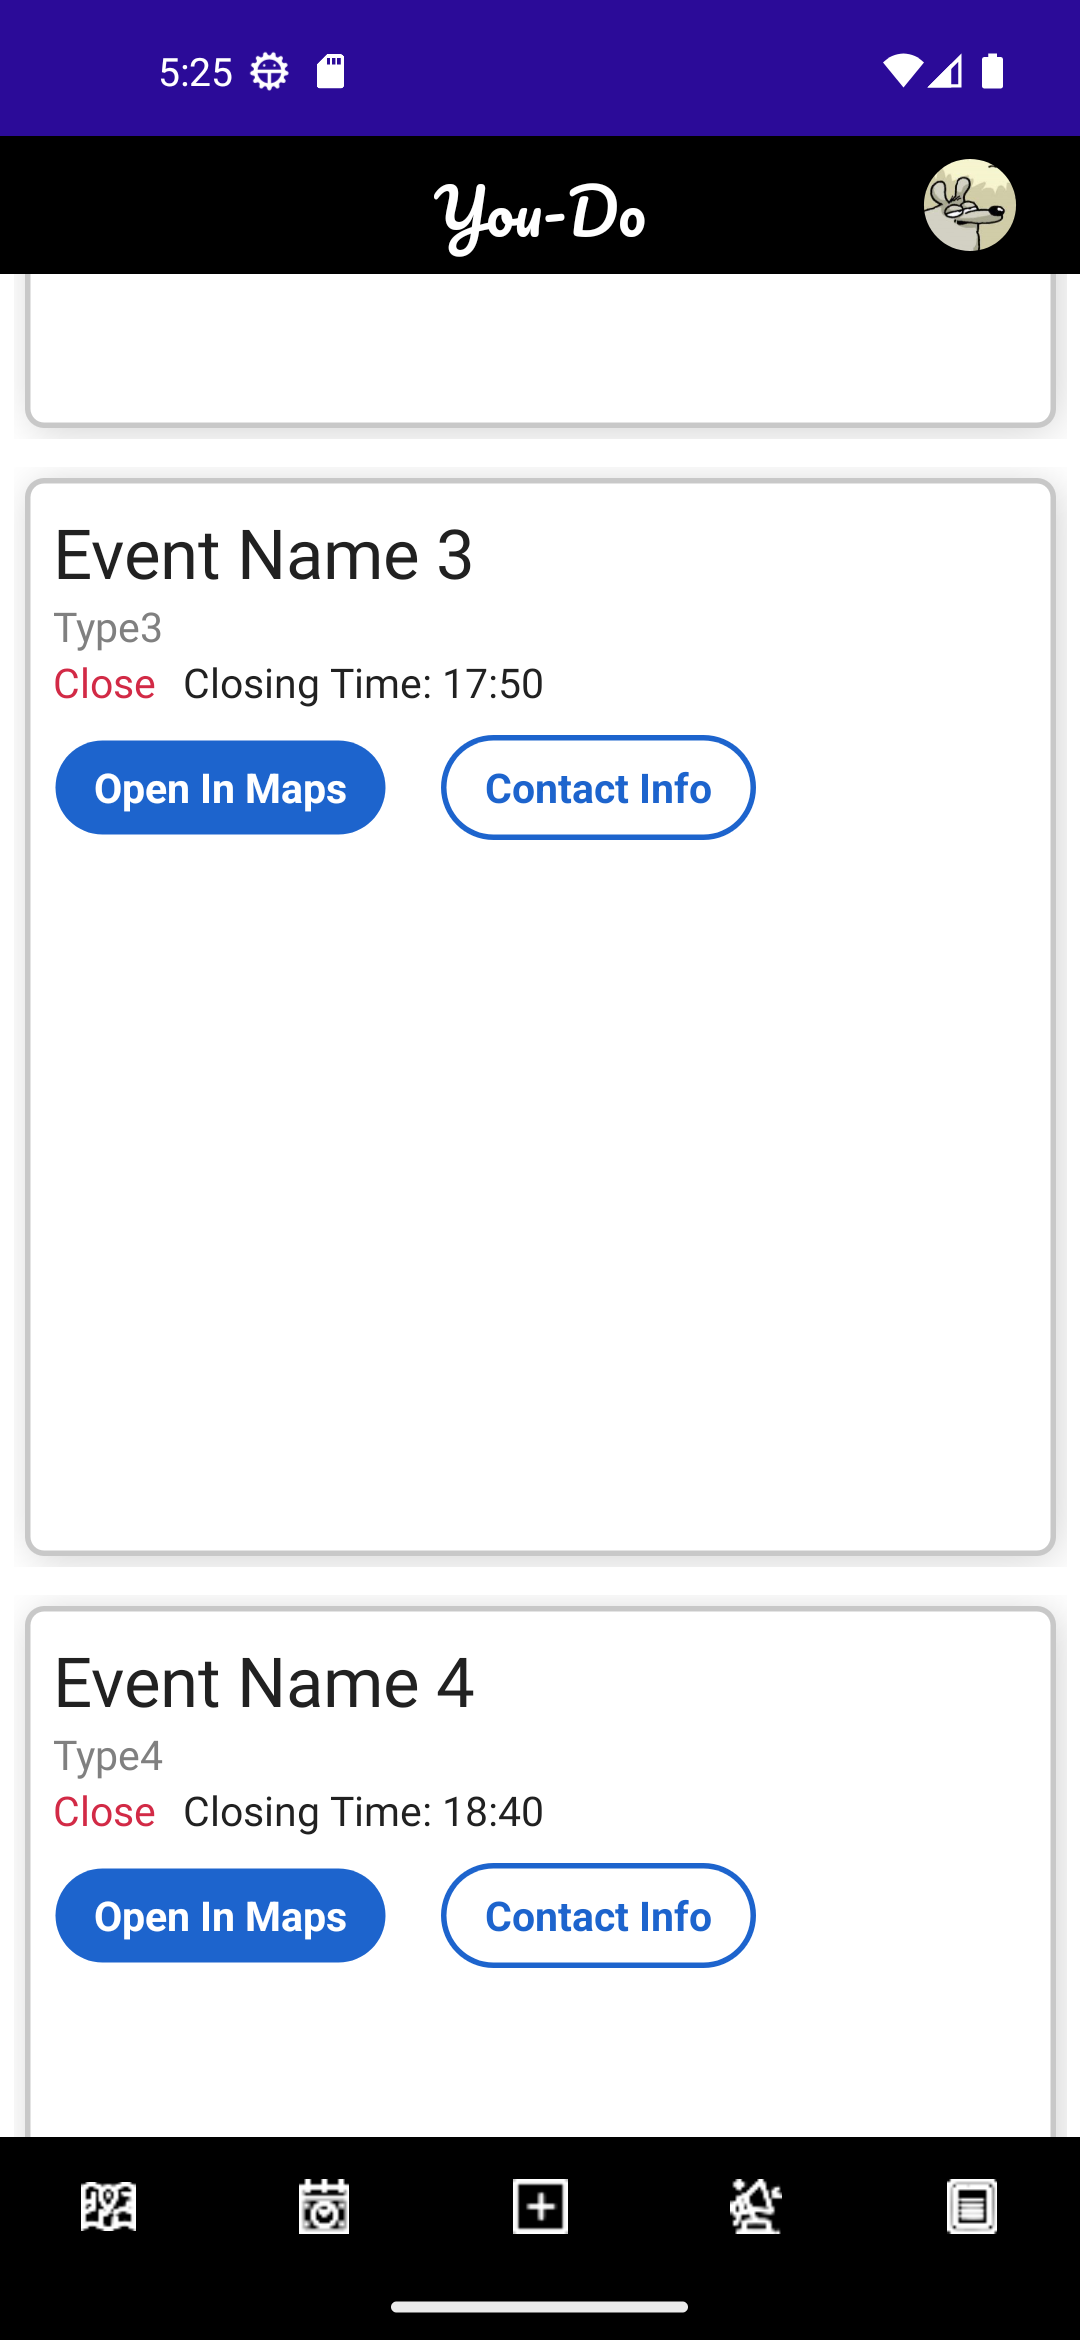 5:25
You-Do
Event Name 3
Type3
Close Closing Time: 17:50
Open In Maps Contact Info
Event Name 4
Type4
Close Closing Time: 18:40
Open In Maps Contact Info